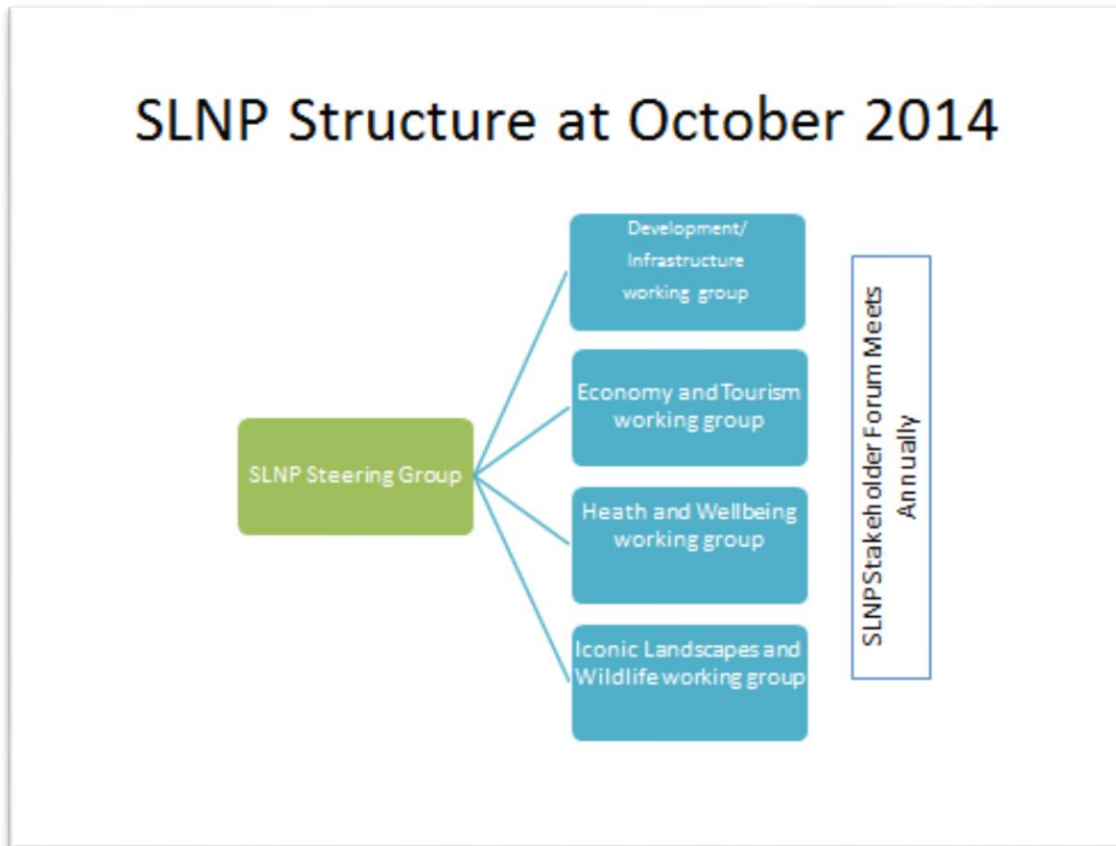 SLNP Structure at October 2014
Development/
Infrastructure
working group
Economy and Tourism
working group
SLNP Steering Group
Heath and Wellbeing
working group
Iconic Landscapes and
Wildlife working group
SLNP Stakeholder Forum Meets
Annually